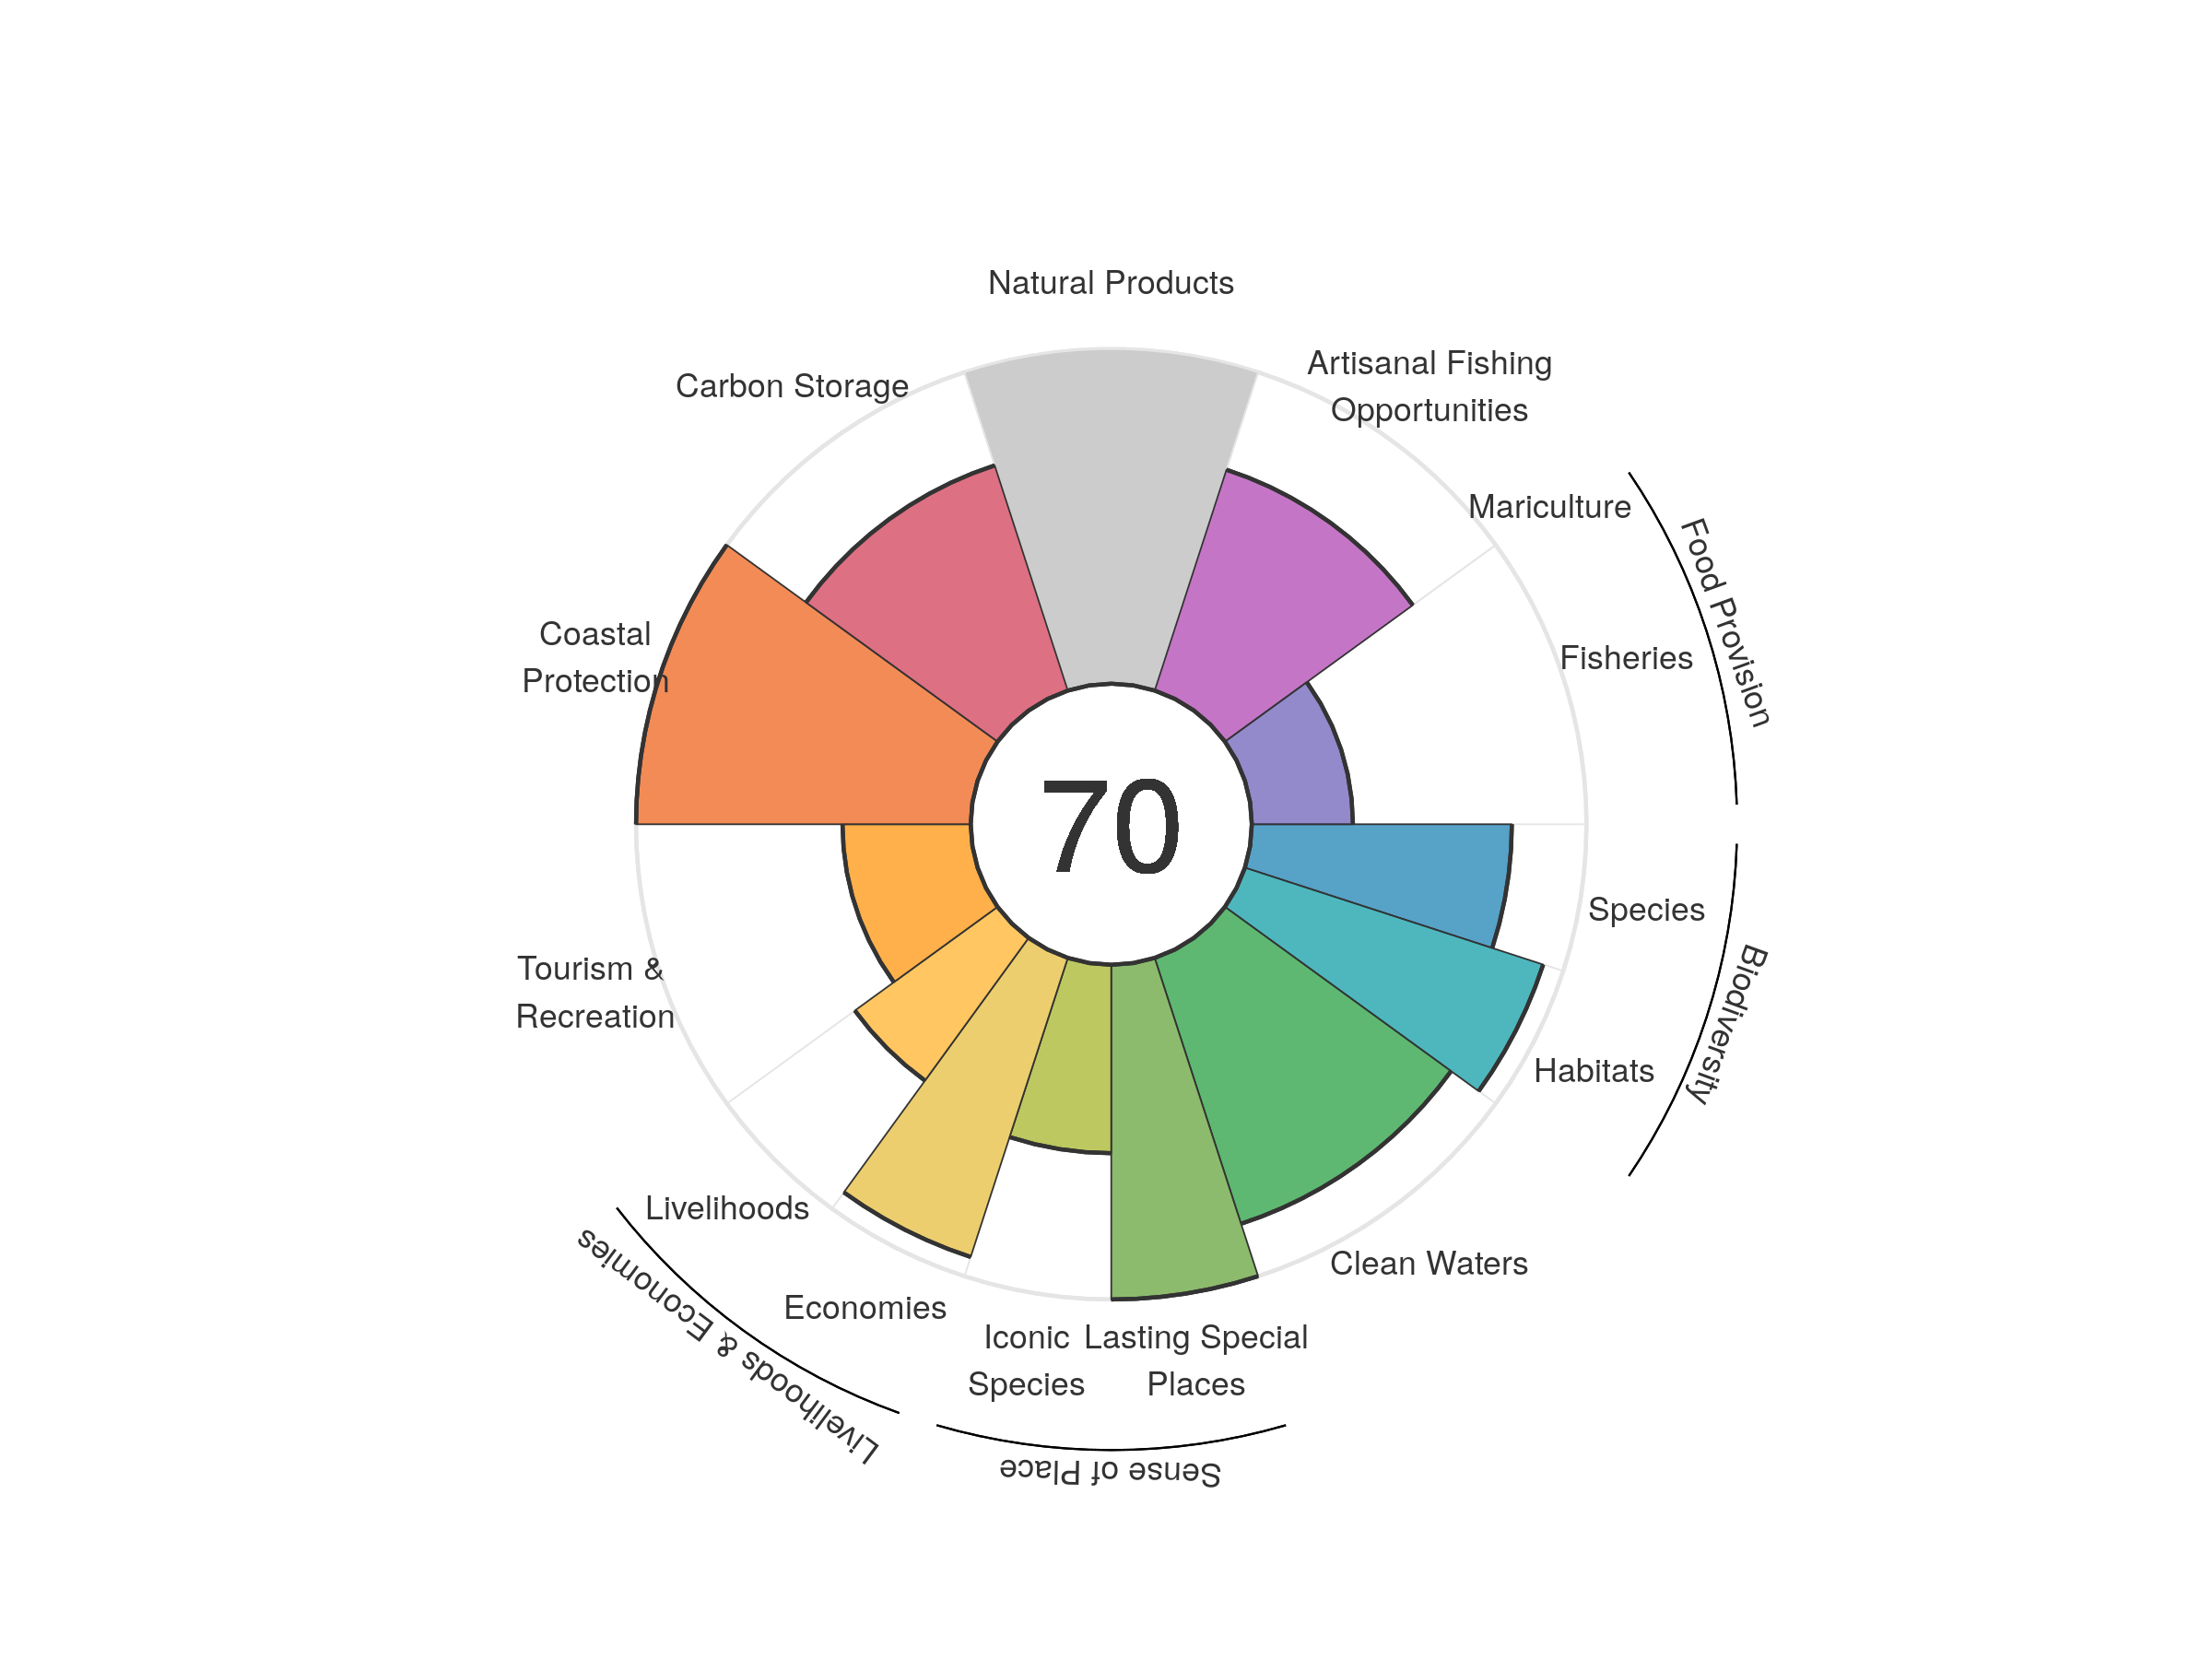 Natural Products
Carbon Storage
Artisanal Fishing
Opportunities
Mariculture
Food Provision
Fisheries
Coastal
Protection
70
Species
Biodiversity
Tourism &
Recreation
Habitats
Livelihoods
Clean Waters
Livelihoods & Economies
Economies
Iconic
Species
Lasting Special
Places
Sense of Place